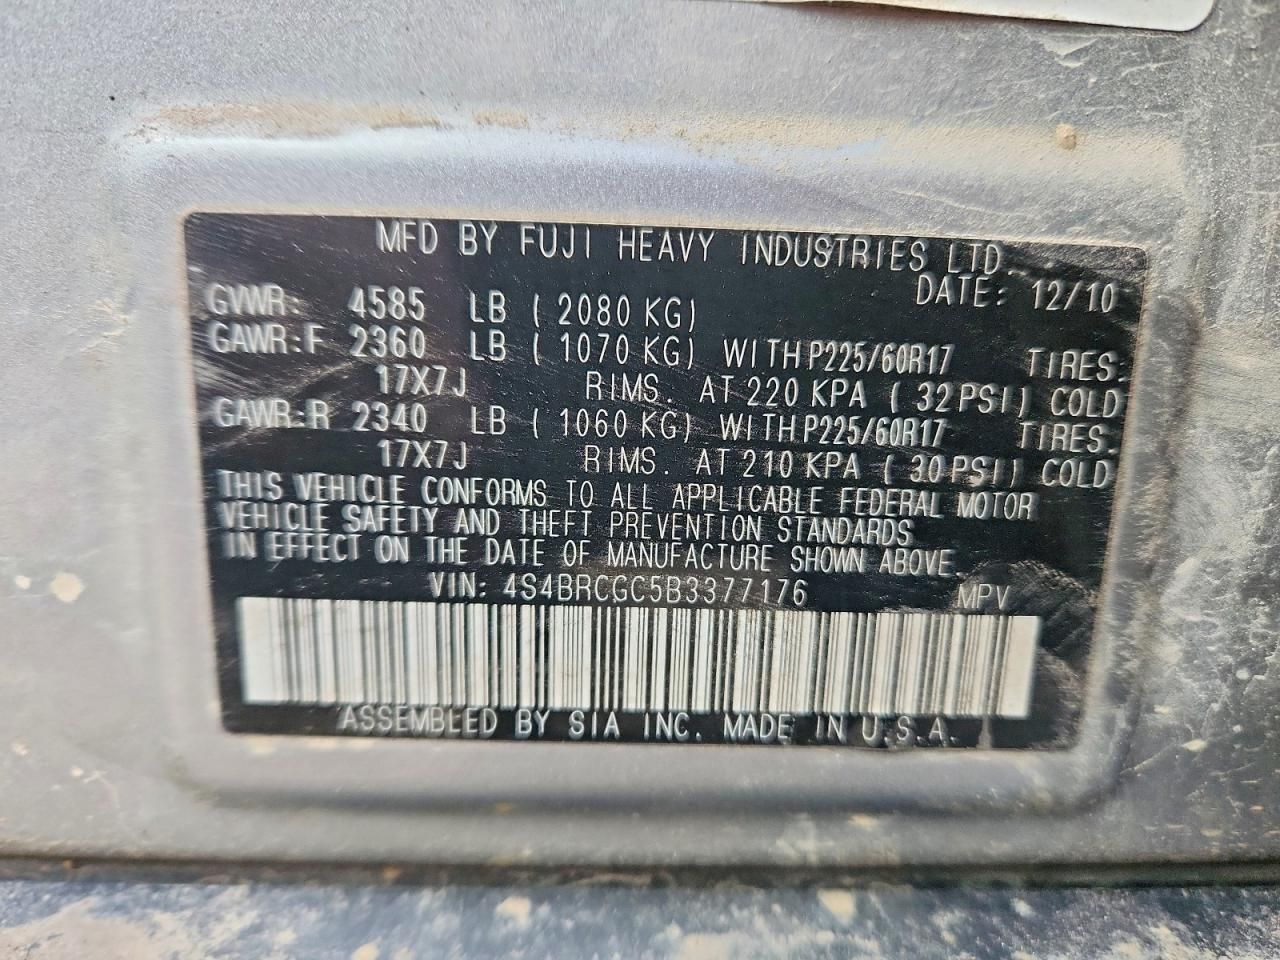 MFD BY FUJI HEAVY INDUSTRIES LTD.
DATE: 12/10
GVWR: 4585 LB ( 2080 KG)
GAWR:F 2360 LB ( 1070 KG) WITH P225/60R17 TIRES:
17X7J RIMS. AT 220 KPA ( 32 PSI) COLD
GAWR:R 2340 LB ( 1060 KG) WITH P225/60R17 TIRES.
17X7J RIMS. AT 210 KPA ( 30 PSI) COLD
THIS VEHICLE CONFORMS TO ALL APPLICABLE FEDERAL MOTOR
VEHICLE SAFETY AND THEFT PREVENTION STANDARDS
IN EFFECT ON THE DATE OF MANUFACTURE SHOWN ABOVE.
VIN: 4S4BRCGC5B3377176 MPV
ASSEMBLED BY SIA INC. MADE IN U.S.A.